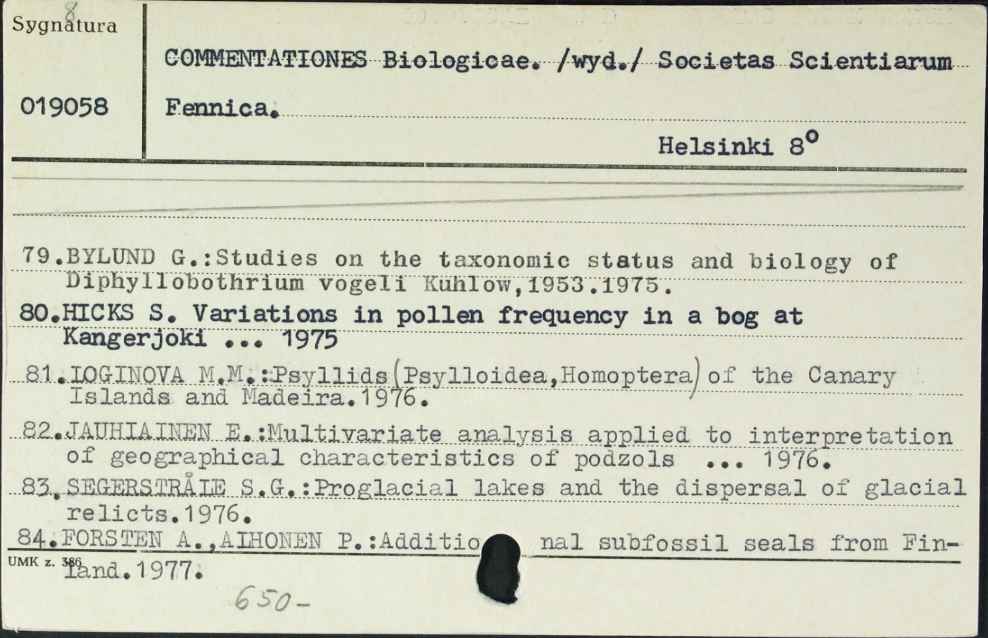 8
Sygnatura
COMMENTATIONES Biologicae. /wyd./ Societas Scientiarum
019058
Fennica.
Helsinki 8º
79.BYLUND G.:Studies on the taxonomic status and biology of
Diphyllobothrium vogeli Kuhlow,1953.1975.
80.HICKS S. Variations in pollen frequency in a bog at
Kangerjoki ... 1975
81.LOGINOVA M.M.:Psyllids(Psylloidea,Homoptera) of the Canary
Islands and Madeira.1976.
82.JAUHIAINEN E.:Multivariate analysis applied to interpretation
of geographical characteristics of podzols ... 1976.
83.SEGERSTRÅLE S.G.:Proglacial lakes and the dispersal of glacial
relicts.1976.
84.FORSTEN A.,ALHONEN P.:Additio nal subfossil seals from Fin-
UMK z. 386
land.1977.
650-